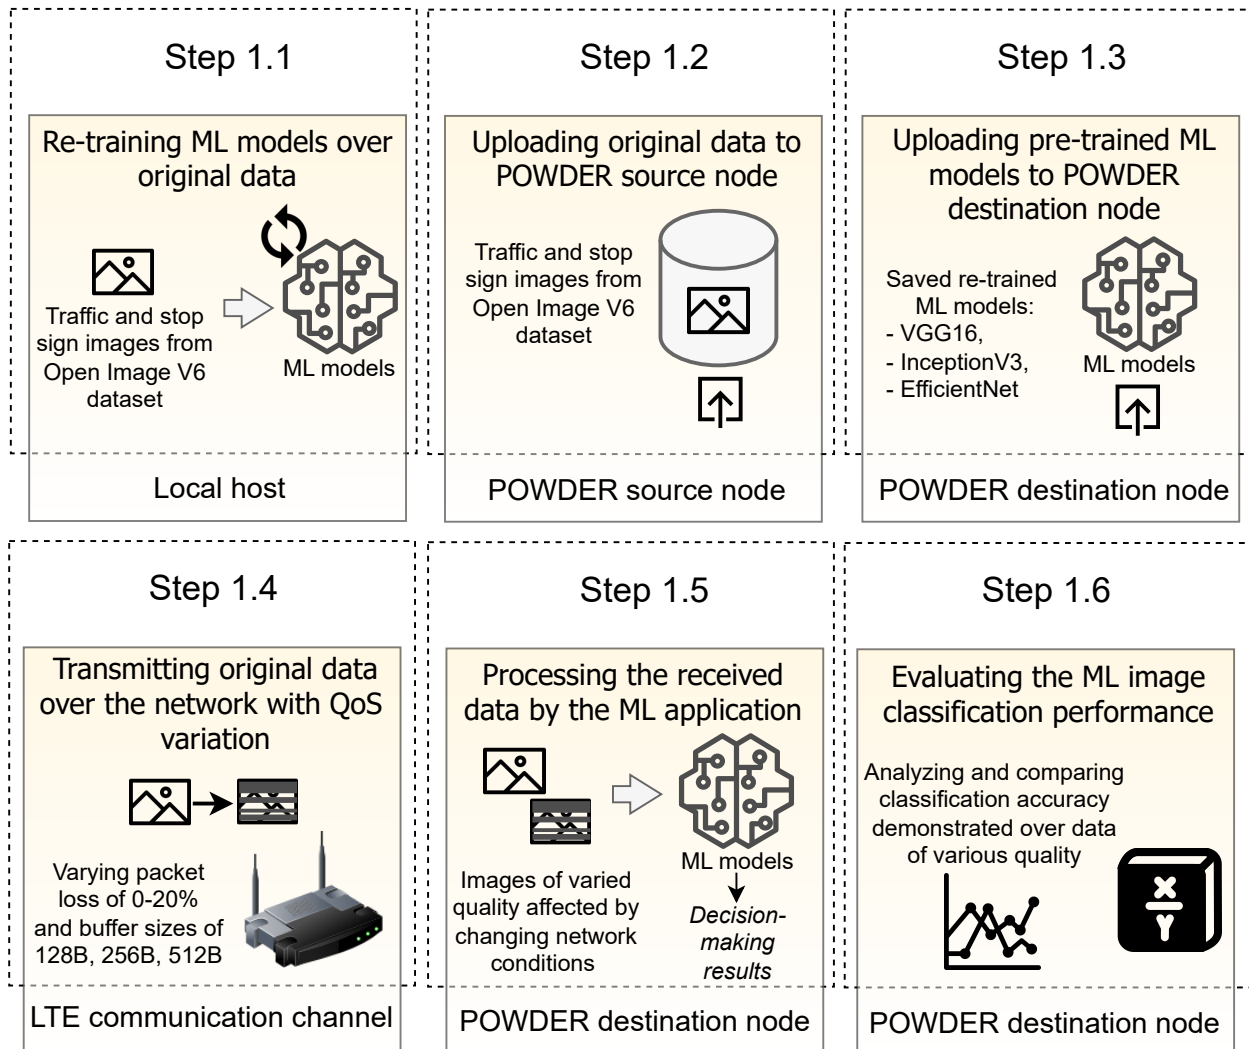 Step 1.1
Re-training ML models over
original data
Traffic and stop
sign images from
Open Image V6
dataset
ML models
Local host
Step 1.2
Uploading original data to
POWDER source node
Traffic and stop
sign images from
Open Image V6
dataset
POWDER source node
Step 1.3
Uploading pre-trained ML
models to POWDER
destination node
Saved re-trained
ML models:
- VGG16,
- InceptionV3,
- EfficientNet
ML models
POWDER destination node
Step 1.4
Transmitting original data
over the network with QoS
variation
Varying packet
loss of 0-20%
and buffer sizes of
128B, 256B, 512B
LTE communication channel
Step 1.5
Processing the received
data by the ML application
ML models
Images of varied
quality affected by
changing network
conditions
Decision-
making
results
POWDER destination node
Step 1.6
Evaluating the ML image
classification performance
Analyzing and comparing
classification accuracy
demonstrated over data
of various quality
X
Y
POWDER destination node